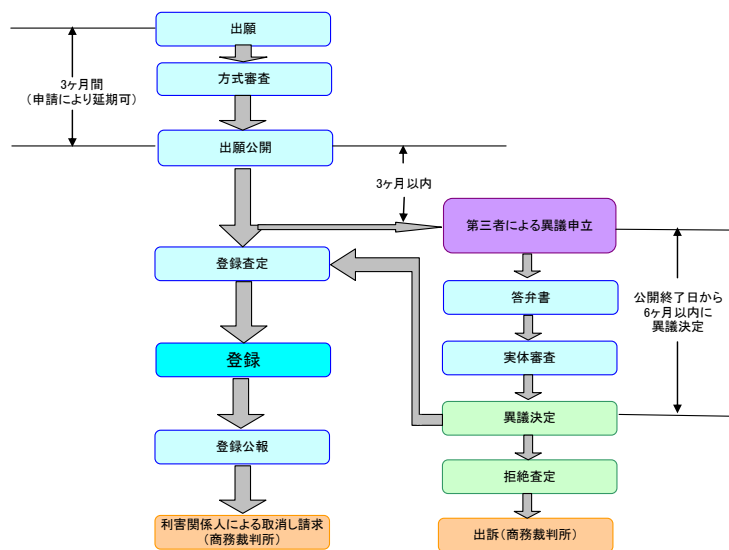 出願
方式審査
3ヶ月間
(申請により延期可)
出願公開
3ヶ月以内
第三者による異議申立
登録査定
答弁書
公開終了日から
6ヶ月以内に
異議決定
実体審査
登録
異議決定
登録公報
拒絶査定
利害関係人による取消し請求
(商務裁判所)
出訴(商務裁判所)